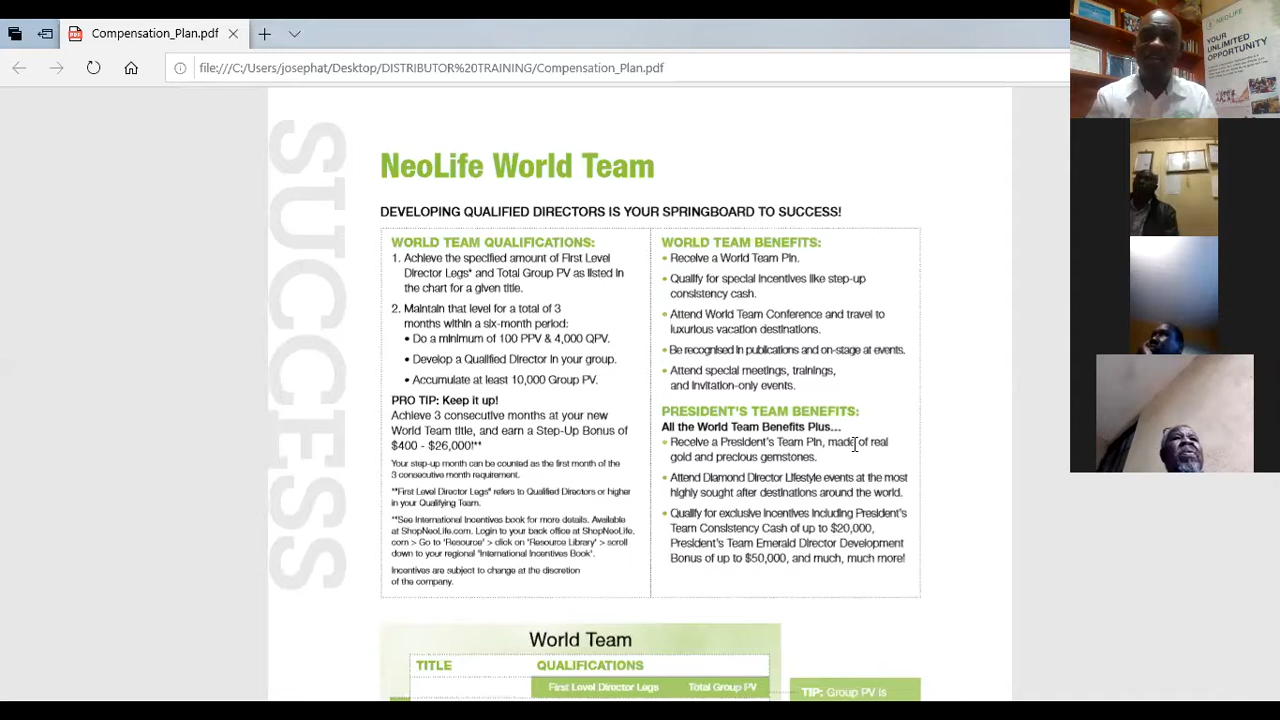 Compensation_Plan.pdf
file:///C:/Users/josephat/Desktop/DISTRIBUTOR%20TRAINING/Compensation_Plan.pdf
SUCCESS
NeoLife World Team
DEVELOPING QUALIFIED DIRECTORS IS YOUR SPRINGBOARD TO SUCCESS!
WORLD TEAM QUALIFICATIONS:
1. Achieve the specified amount of First Level
Director Legs* and Total Group PV as listed in
the chart for a given title.
2. Maintain that level for a total of 3
months within a six-month period:
• Do a minimum of 100 PPV & 4,000 QPV.
• Develop a Qualified Director in your group.
• Accumulate at least 10,000 Group PV.
PRO TIP: Keep it up!
Achieve 3 consecutive months at your new
World Team title, and earn a Step-Up Bonus of
$400 - $26,000!**
Your step-up month can be counted as the first month of the
3 consecutive month requirement.
*"First Level Director Legs" refers to Qualified Directors or higher
in your Qualifying Team.
**See International Incentives book for more details. Available
at ShopNeoLife.com. Login to your back office at ShopNeoLife.
com > Go to 'Resource' > click on 'Resource Library' > scroll
down to your regional 'International Incentives Book'.
Incentives are subject to change at the discretion
of the company.
WORLD TEAM BENEFITS:
• Receive a World Team Pin.
• Qualify for special incentives like step-up
consistency cash.
• Attend World Team Conference and travel to
luxurious vacation destinations.
• Be recognised in publications and on-stage at events.
• Attend special meetings, trainings,
and invitation-only events.
PRESIDENT'S TEAM BENEFITS:
All the World Team Benefits Plus...
• Receive a President's Team Pin, made of real
gold and precious gemstones.
• Attend Diamond Director Lifestyle events at the most
highly sought after destinations around the world.
• Qualify for exclusive incentives including President's
Team Consistency Cash of up to $20,000,
President's Team Emerald Director Development
Bonus of up to $50,000, and much, much more!
World Team
TITLE QUALIFICATIONS
First Level Director Legs Total Group PV
TIP: Group PV is
NEOLIFE
YOUR
UNLIMITED
OPPORTUNITY